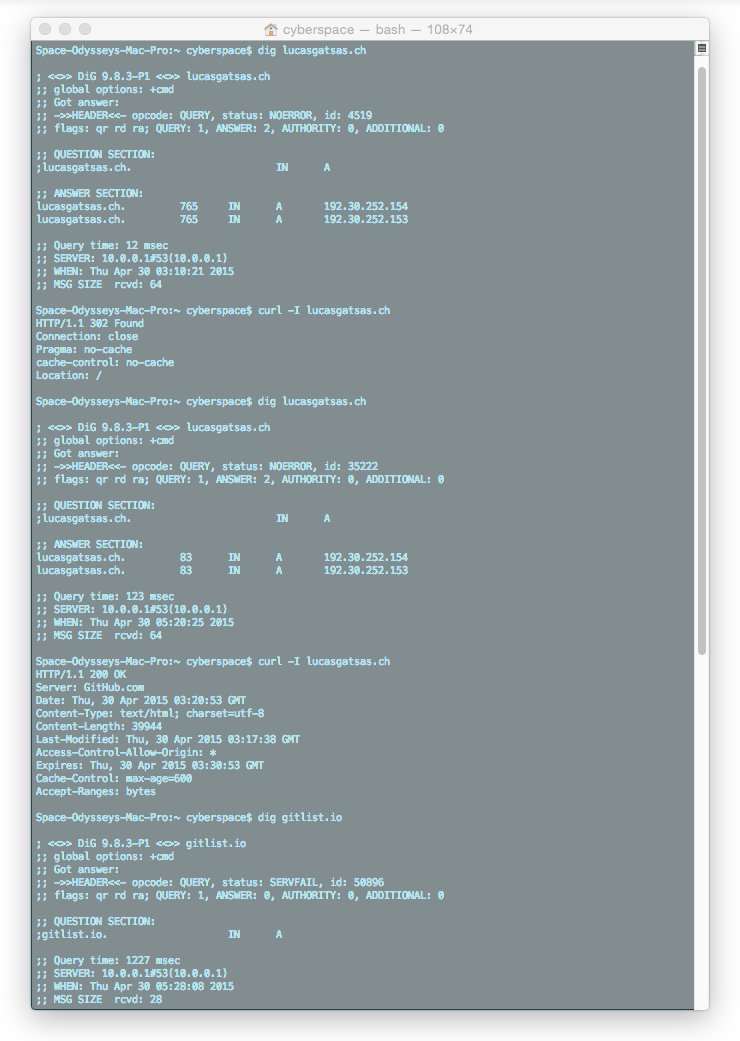 cyberspace — bash — 108×74
Space-Odysseys-Mac-Pro:~ cyberspace$ dig lucasgatsas.ch
; <<>> DiG 9.8.3-P1 <<>> lucasgatsas.ch
;; global options: +cmd
;; Got answer:
;; ->>HEADER<<- opcode: QUERY, status: NOERROR, id: 4519
;; flags: qr rd ra; QUERY: 1, ANSWER: 2, AUTHORITY: 0, ADDITIONAL: 0
;; QUESTION SECTION:
;lucasgatsas.ch. IN A
;; ANSWER SECTION:
lucasgatsas.ch. 765 IN A 192.30.252.154
lucasgatsas.ch. 765 IN A 192.30.252.153
;; Query time: 12 msec
;; SERVER: 10.0.0.1#53(10.0.0.1)
;; WHEN: Thu Apr 30 03:10:21 2015
;; MSG SIZE rcvd: 64
Space-Odysseys-Mac-Pro:~ cyberspace$ curl -I lucasgatsas.ch
HTTP/1.1 302 Found
Connection: close
Pragma: no-cache
cache-control: no-cache
Location: /
Space-Odysseys-Mac-Pro:~ cyberspace$ dig lucasgatsas.ch
; <<>> DiG 9.8.3-P1 <<>> lucasgatsas.ch
;; global options: +cmd
;; Got answer:
;; ->>HEADER<<- opcode: QUERY, status: NOERROR, id: 35222
;; flags: qr rd ra; QUERY: 1, ANSWER: 2, AUTHORITY: 0, ADDITIONAL: 0
;; QUESTION SECTION:
;lucasgatsas.ch. IN A
;; ANSWER SECTION:
lucasgatsas.ch. 83 IN A 192.30.252.154
lucasgatsas.ch. 83 IN A 192.30.252.153
;; Query time: 123 msec
;; SERVER: 10.0.0.1#53(10.0.0.1)
;; WHEN: Thu Apr 30 05:20:25 2015
;; MSG SIZE rcvd: 64
Space-Odysseys-Mac-Pro:~ cyberspace$ curl -I lucasgatsas.ch
HTTP/1.1 200 OK
Server: GitHub.com
Date: Thu, 30 Apr 2015 03:20:53 GMT
Content-Type: text/html; charset=utf-8
Content-Length: 39944
Last-Modified: Thu, 30 Apr 2015 03:17:38 GMT
Access-Control-Allow-Origin: *
Expires: Thu, 30 Apr 2015 03:30:53 GMT
Cache-Control: max-age=600
Accept-Ranges: bytes
Space-Odysseys-Mac-Pro:~ cyberspace$ dig gitlist.io
; <<>> DiG 9.8.3-P1 <<>> gitlist.io
;; global options: +cmd
;; Got answer:
;; ->>HEADER<<- opcode: QUERY, status: SERVFAIL, id: 50896
;; flags: qr rd ra; QUERY: 1, ANSWER: 0, AUTHORITY: 0, ADDITIONAL: 0
;; QUESTION SECTION:
;gitlist.io. IN A
;; Query time: 1227 msec
;; SERVER: 10.0.0.1#53(10.0.0.1)
;; WHEN: Thu Apr 30 05:28:08 2015
;; MSG SIZE rcvd: 28